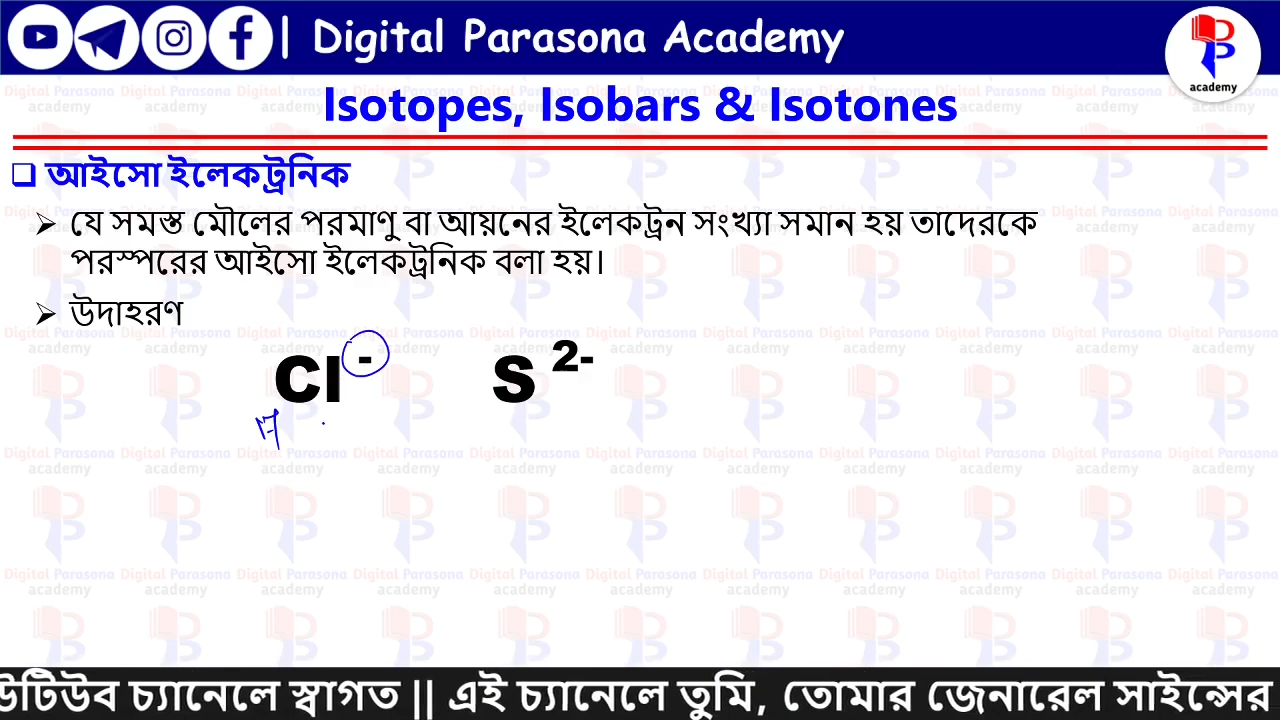 | Digital Parasona Academy
academy
Isotopes, Isobars & Isotones
❑ আইসো ইলেকট্রনিক
➢ যে সমস্ত মৌলের পরমাণু বা আয়নের ইলেকট্রন সংখ্যা সমান হয় তাদেরকে
পরস্পরের আইসো ইলেকট্রনিক বলা হয়।
➢ উদাহরণ
Cl - S 2-
17
উটিউব চ্যানেলে স্বাগত || এই চ্যানেলে তুমি, তোমার জেনারেল সাইন্সের